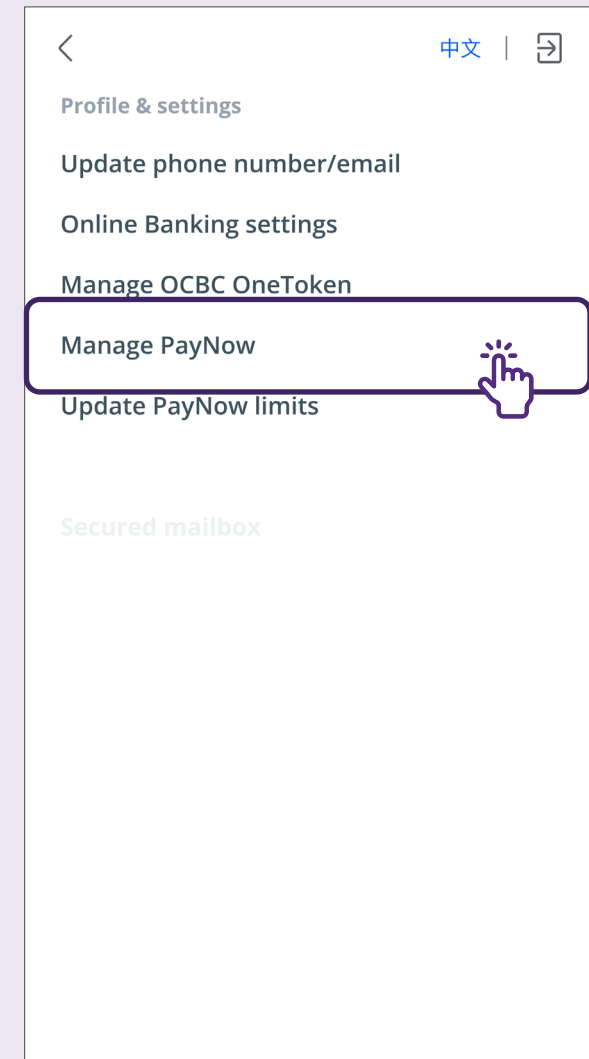 中文 |
Profile & settings
Update phone number/email
Online Banking settings
Manage OCBC OneToken
Manage PayNow
Update PayNow limits
Secured mailbox